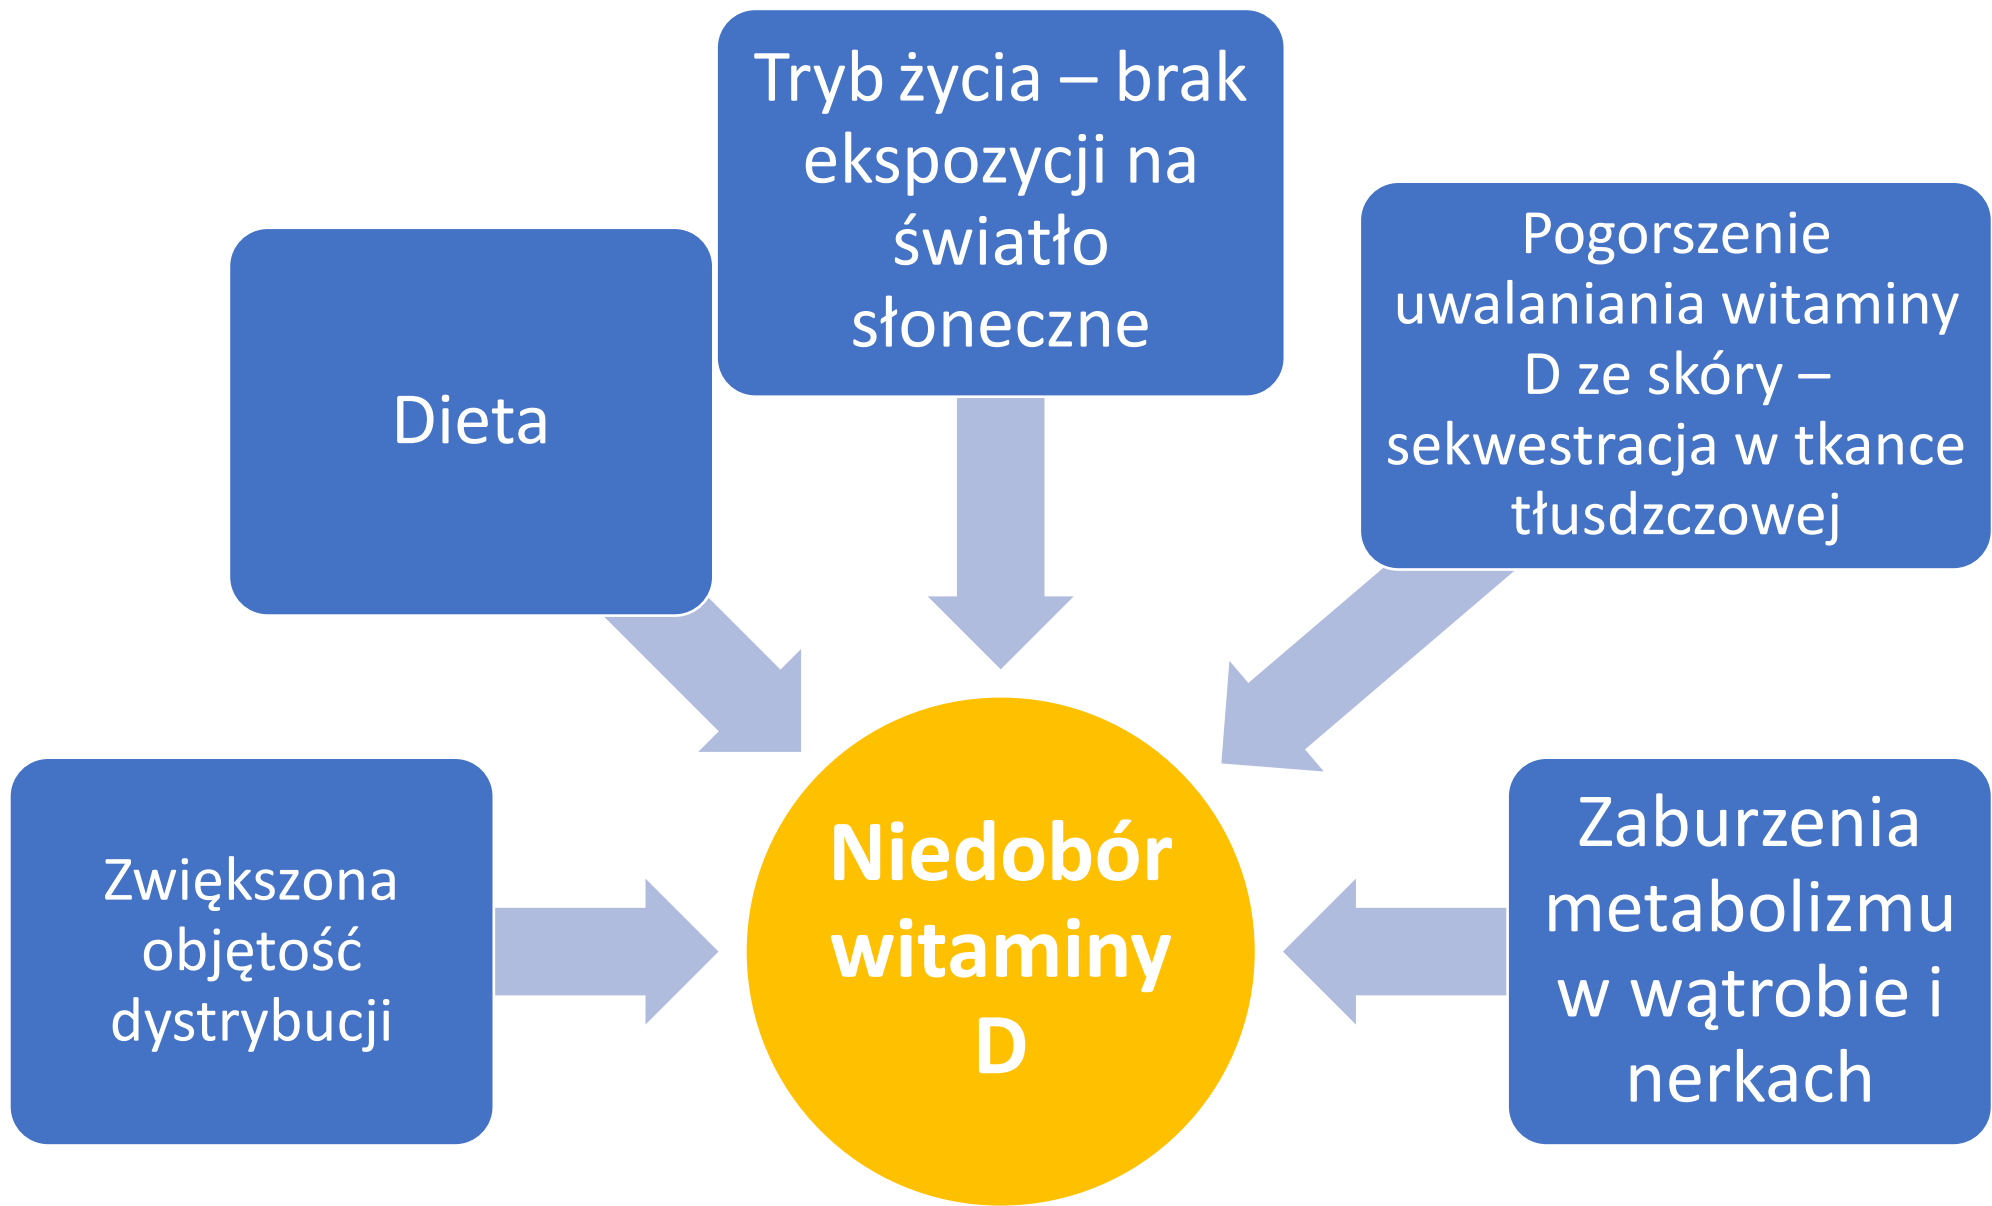 Tryb życia – brak
ekspozycji na
światło
słoneczne
Dieta
Pogorszenie
uwalaniania witaminy
D ze skóry –
sekwestracja w tkance
tłusdzczowej
Zwiększona
objętość
dystrybucji
Niedobór
witaminy
D
Zaburzenia
metabolizmu
w wątrobie i
nerkach